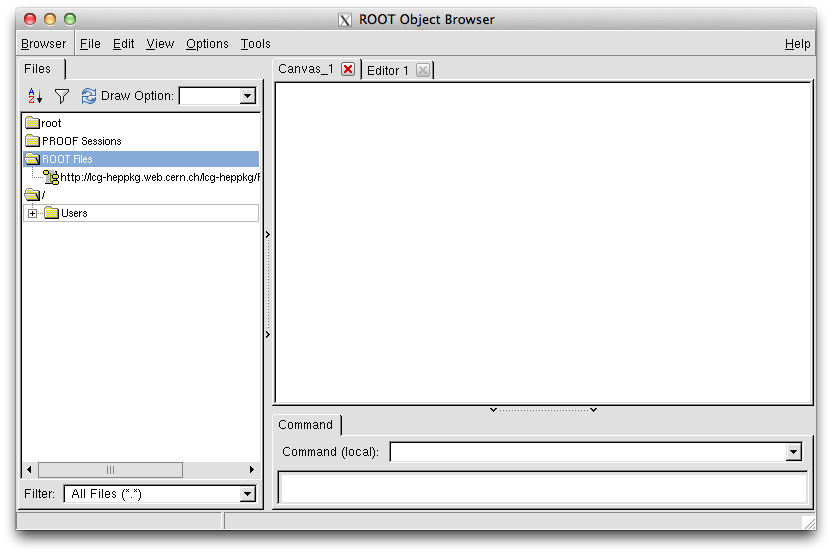 ROOT Object Browser
Browser File Edit View Options Tools Help
Files
Canvas_1
Editor 1
Draw Option:
root
PROOF Sessions
ROOT Files
http://lcg-heppkg.web.cern.ch/lcg-heppkg/
/
Users
Command
Command (local):
Filter: All Files (*.*)